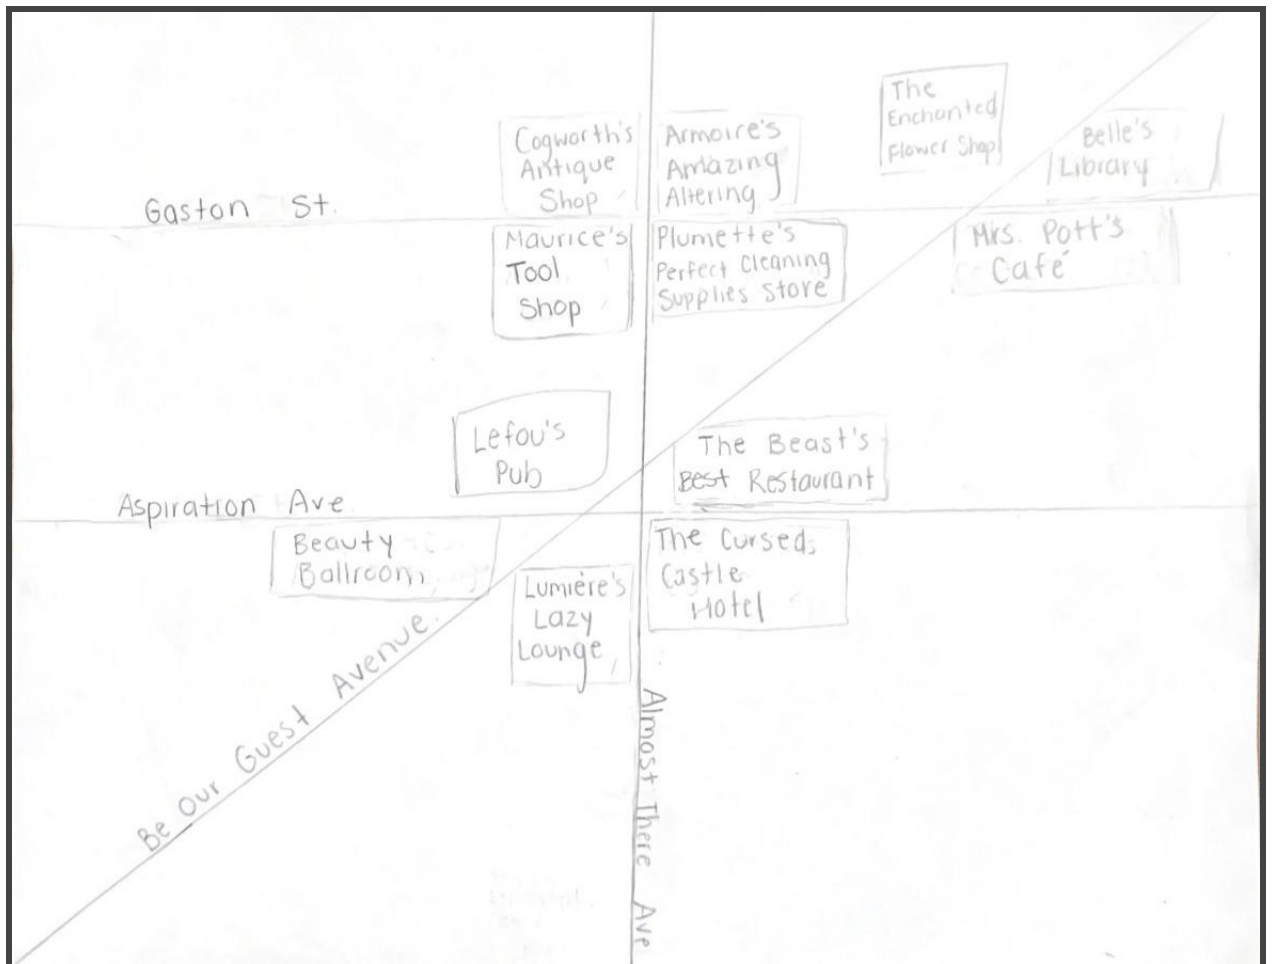 The
Enchanted
Flower Shop
Cogworth's
Antique
Shop
Armoire's
Amazing
Altering
Belle's
Library
Gaston St.
Maurice's
Tool
Shop
Plumette's
Perfect Cleaning
Supplies Store
Mrs. Pott's
Café
Lefou's
Pub
The Beast's
Best Restaurant
Aspiration Ave
Beauty
Ballroom
Lumière's
Lazy
Lounge
The Cursed
Castle
Hotel
Be Our Guest Avenue.
Almost There Ave